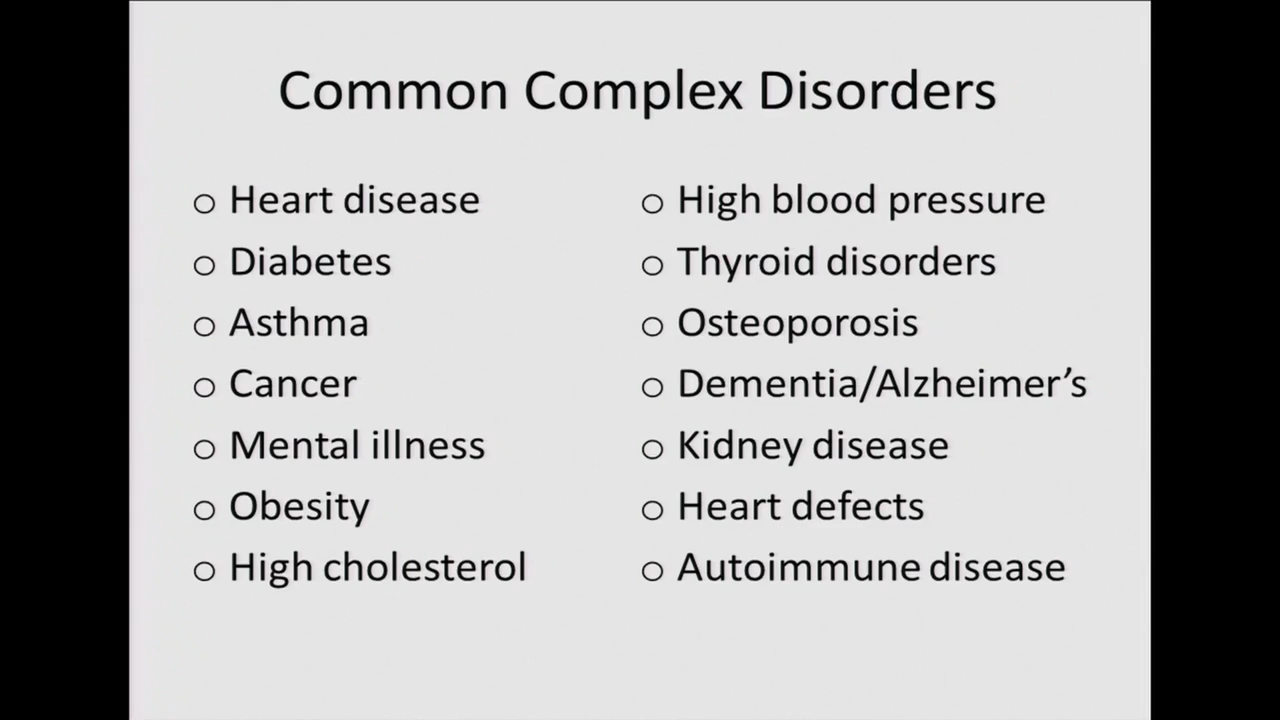 Common Complex Disorders
o Heart disease
o Diabetes
o Asthma
o Cancer
o Mental illness
o Obesity
o High cholesterol
o High blood pressure
o Thyroid disorders
o Osteoporosis
o Dementia/Alzheimer’s
o Kidney disease
o Heart defects
o Autoimmune disease